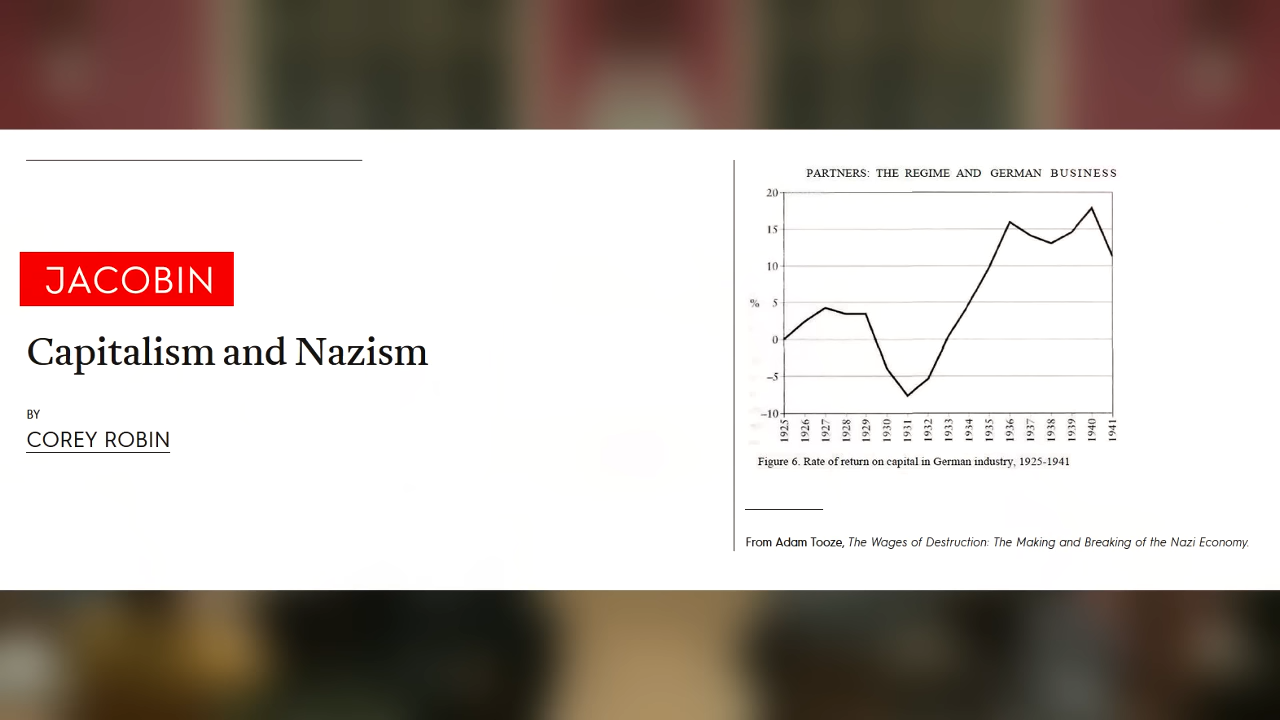 JACOBIN
Capitalism and Nazism
BY
COREY ROBIN
PARTNERS: THE REGIME AND GERMAN BUSINESS
20
15
10
%
5
0
–5
–10
1925 1926 1927 1928 1929 1930 1931 1932 1933 1934 1935 1936 1937 1938 1939 1940 1941
Figure 6. Rate of return on capital in German industry, 1925-1941
From Adam Tooze, The Wages of Destruction: The Making and Breaking of the Nazi Economy.